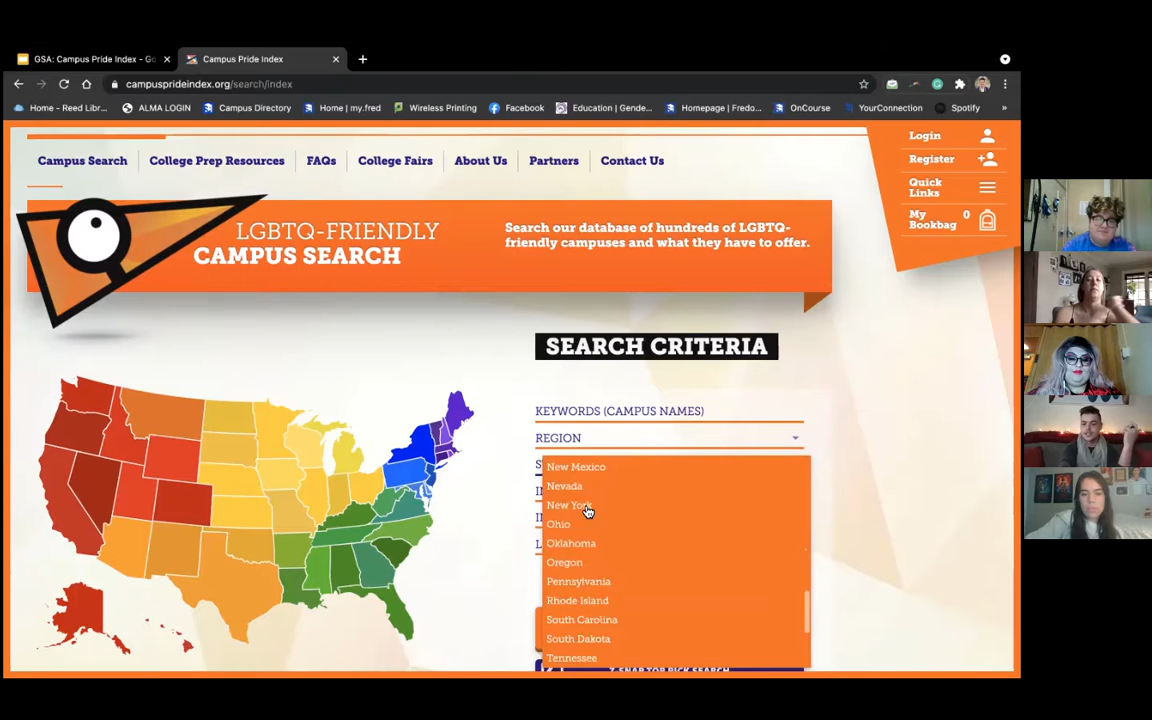 GSA: Campus Pride Index - Go
Campus Pride Index
campusprideindex.org/search/index
Home - Reed Libr...
ALMA LOGIN
Campus Directory
Home | my.fred
Wireless Printing
Facebook
Education | Gende...
Homepage | Fredo...
OnCourse
YourConnection
Spotify
Campus Search
College Prep Resources
FAQs
College Fairs
About Us
Partners
Contact Us
Login
Register
Quick
Links
My 0
Bookbag
LGBTQ-FRIENDLY
CAMPUS SEARCH
Search our database of hundreds of LGBTQ-
friendly campuses and what they have to offer.
SEARCH CRITERIA
KEYWORDS (CAMPUS NAMES)
REGION
New Mexico
Nevada
New York
Ohio
Oklahoma
Oregon
Pennsylvania
Rhode Island
South Carolina
South Dakota
Tennessee